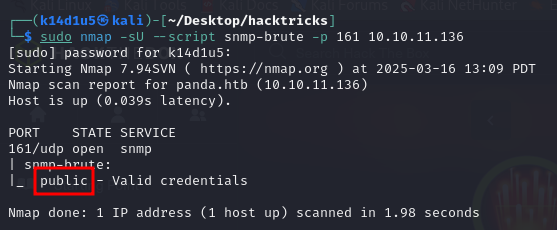 (k14d1u5㉿kali)-[~/Desktop/hacktricks]
$ sudo nmap -sU --script snmp-brute -p 161 10.10.11.136
[sudo] password for k14d1u5:
Starting Nmap 7.94SVN ( https://nmap.org ) at 2025-03-16 13:09 PDT
Nmap scan report for panda.htb (10.10.11.136)
Host is up (0.039s latency).
PORT    STATE SERVICE
161/udp open  snmp
| snmp-brute:
|_  public - Valid credentials
Nmap done: 1 IP address (1 host up) scanned in 1.98 seconds